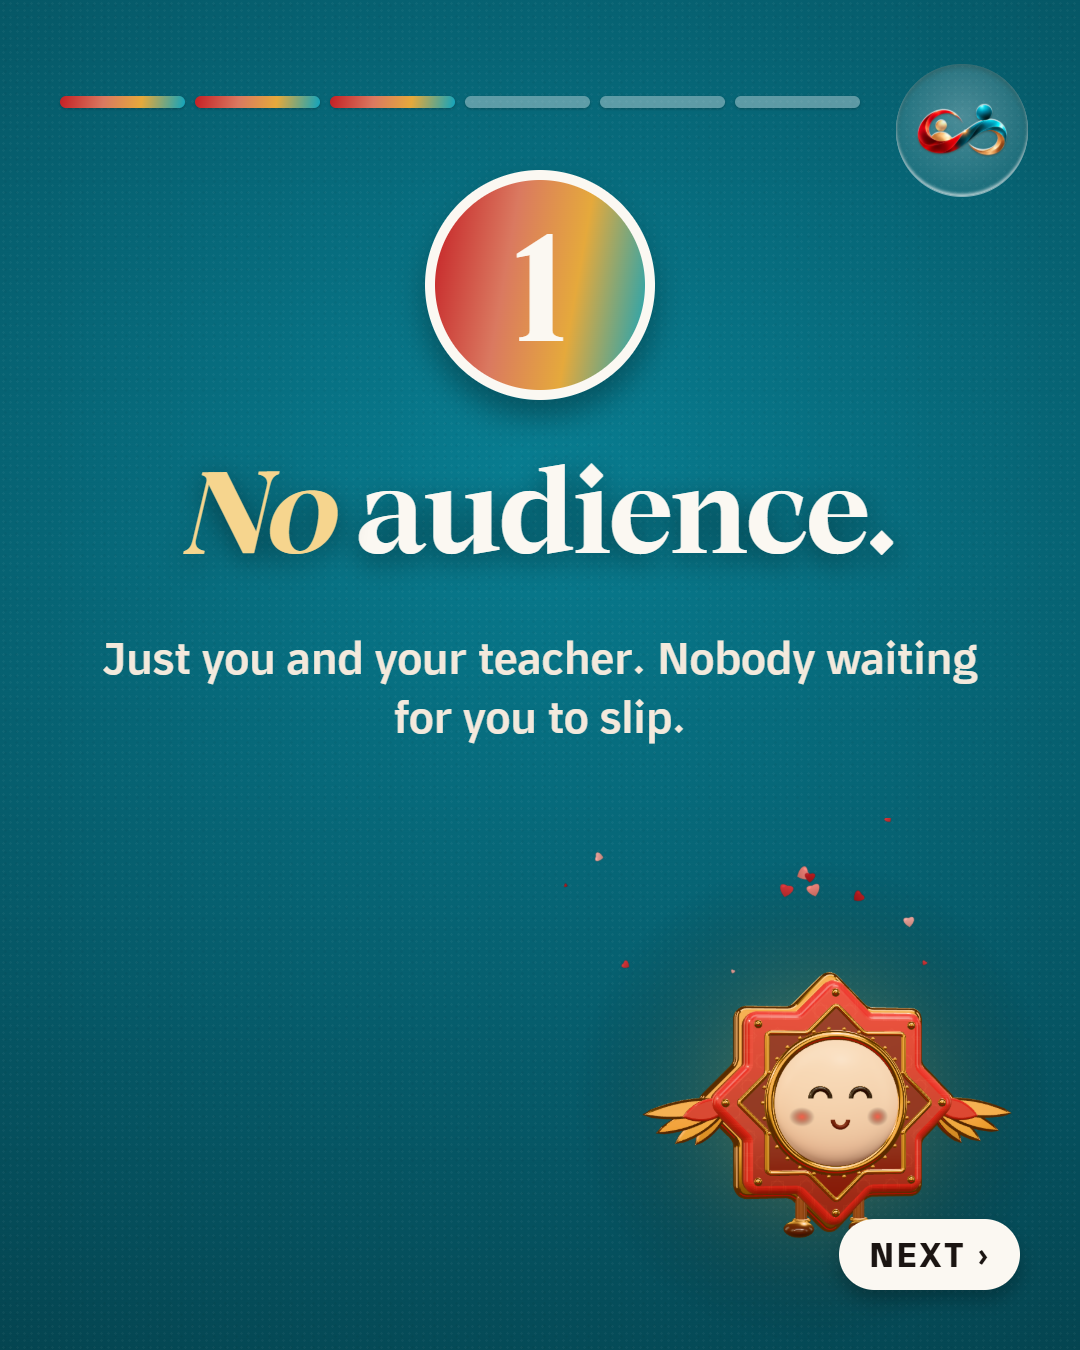 1
No audience.
Just you and your teacher. Nobody waiting
for you to slip.
NEXT ›